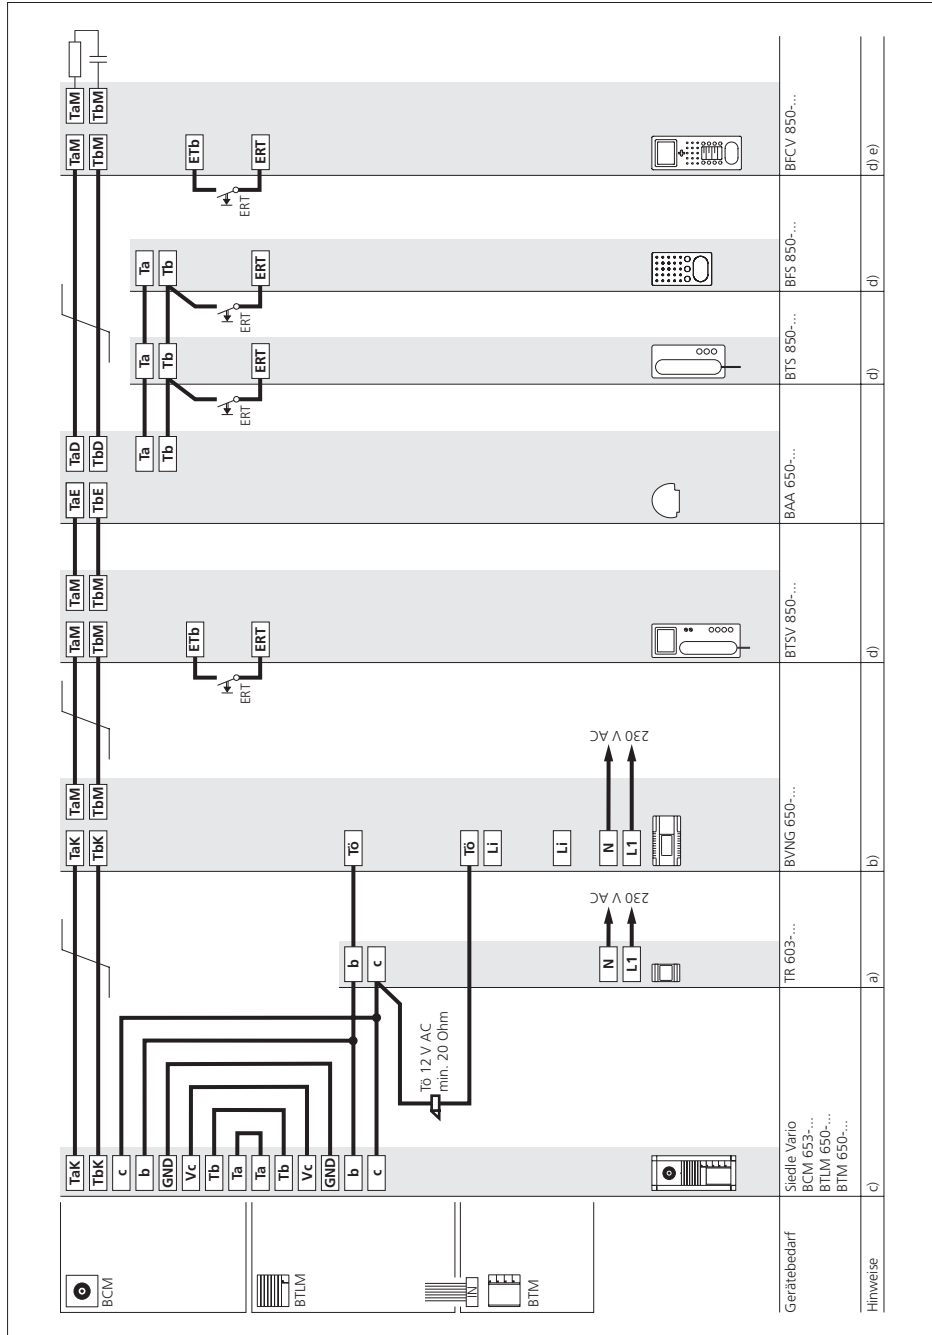 TaK TaK TaM TaM TaM TaE TaD TaM TaM
TbK TbK TbM TbM TbM TbE TbD TbM TbM
BCM
c
b Ta Ta Ta
GND Tb Tb Tb
Vc ETb ETb
Tb
Ta ERT ERT ERT ERT
Ta ERT ERT ERT ERT
Tb
BTLM
Vc
GND
b b Tö
c c
Tö 12 V AC
min. 20 Ohm
IN Tö
Li
BTM
Li
230 V AC 230 V AC
N N
L1 L1
Gerätebedarf
Siedle Vario
BCM 653-...
BTLM 650-...
BTM 650-...
TR 603-...
BVNG 650-...
BTSV 850-...
BAA 650-...
BTS 850-...
BFS 850-...
BFCV 850-...
Hinweise c) a) b) d) d) d) d) e)